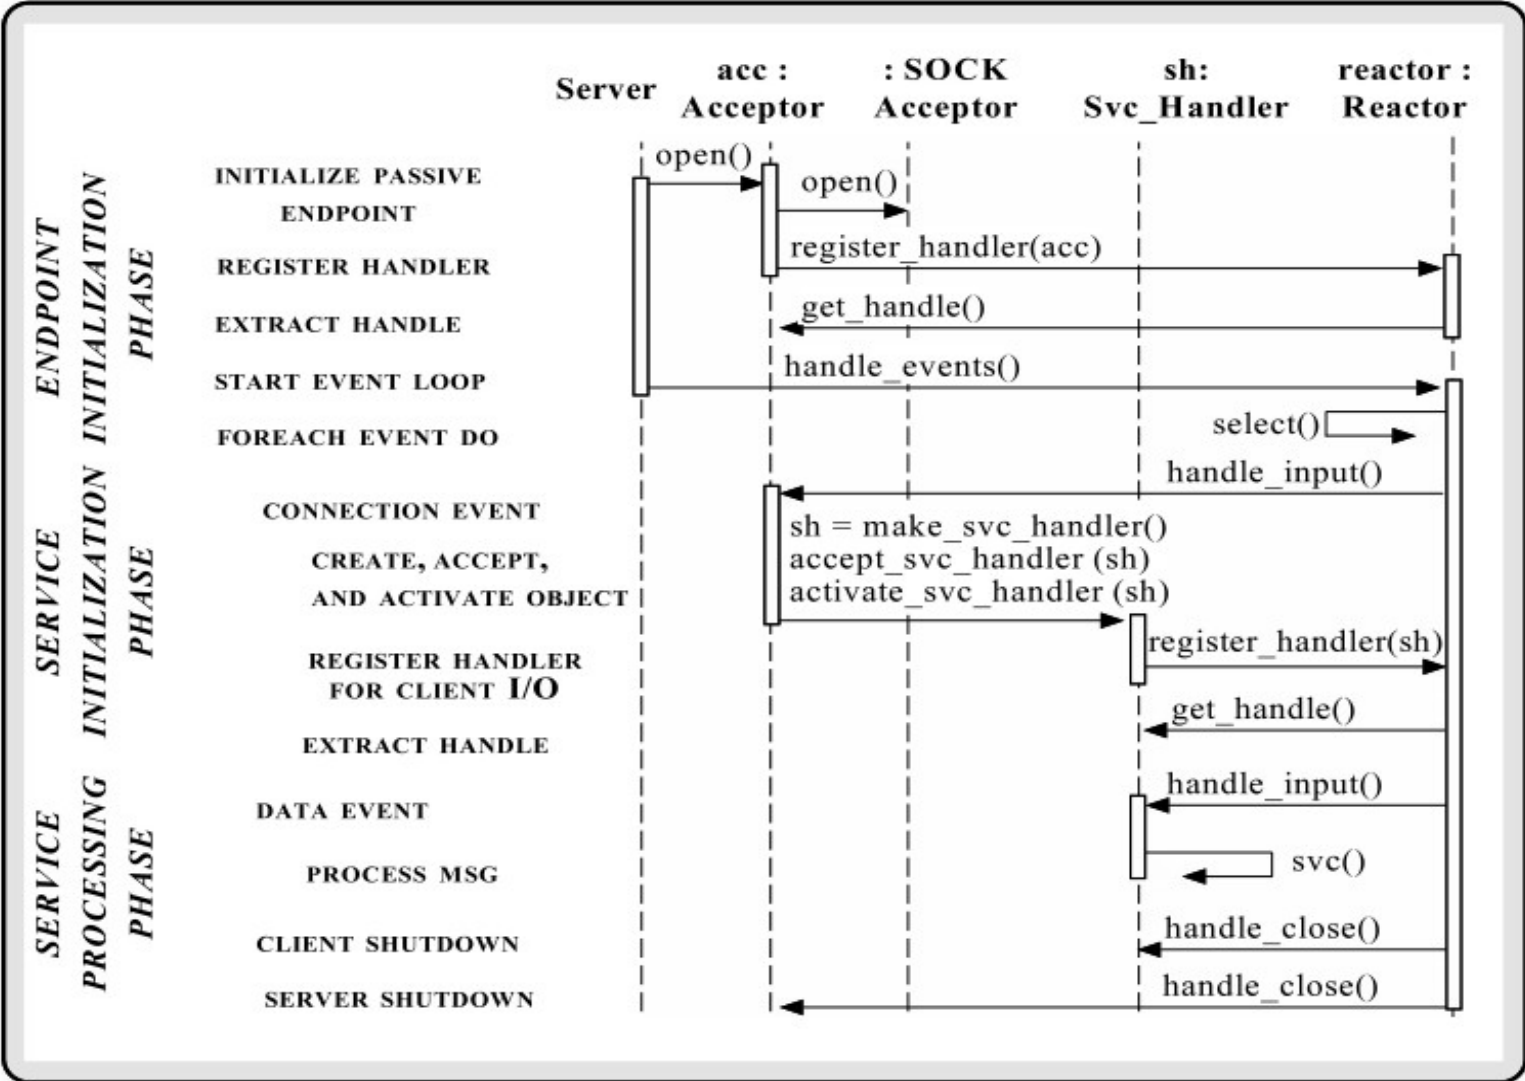 Server
acc :
Acceptor
: SOCK
Acceptor
sh:
Svc_Handler
reactor :
Reactor
ENDPOINT
INITIALIZATION
PHASE
INITIALIZE PASSIVE
ENDPOINT
open()
open()
REGISTER HANDLER
register_handler(acc)
EXTRACT HANDLE
get_handle()
START EVENT LOOP
handle_events()
FOREACH EVENT DO
select()
SERVICE
INITIALIZATION
PHASE
handle_input()
CONNECTION EVENT
CREATE, ACCEPT,
AND ACTIVATE OBJECT
sh = make_svc_handler()
accept_svc_handler (sh)
activate_svc_handler (sh)
REGISTER HANDLER
FOR CLIENT I/O
register_handler(sh)
EXTRACT HANDLE
get_handle()
SERVICE
PROCESSING
PHASE
DATA EVENT
handle_input()
PROCESS MSG
svc()
CLIENT SHUTDOWN
handle_close()
SERVER SHUTDOWN
handle_close()